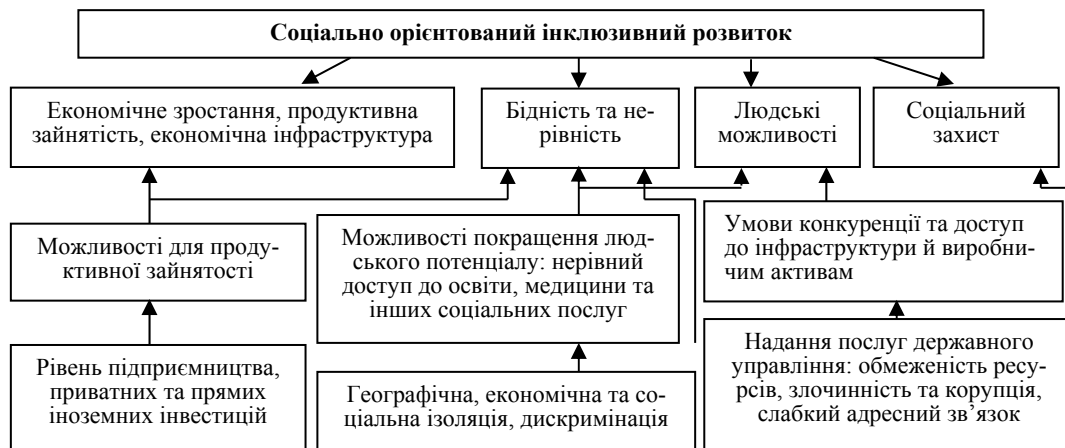 Соціально орієнтований інклюзивний розвиток
Економічне зростання, продуктивна
зайнятість, економічна інфраструктура
Бідність та не-
рівність
Людські
можливості
Соціальний
захист
Можливості для проду-
ктивної зайнятості
Можливості покращення люд-
ського потенціалу: нерівний
доступ до освіти, медицини та
інших соціальних послуг
Умови конкуренції та доступ
до інфраструктури й виробни-
чим активам
Рівень підприємництва,
приватних та прямих
іноземних інвестицій
Географічна, економічна та со-
ціальна ізоляція, дискримінація
Надання послуг державного
управління: обмеженість ресу-
рсів, злочинність та корупція,
слабкий адресний зв’язок